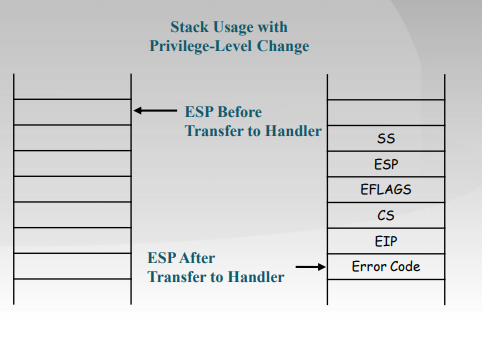 Stack Usage with
Privilege-Level Change
ESP Before
Transfer to Handler
SS
ESP
EFLAGS
CS
EIP
ESP After
Transfer to Handler
Error Code